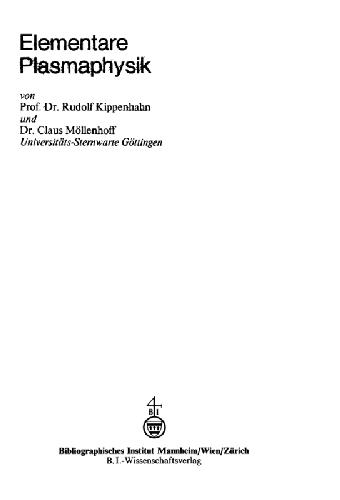 Elementare
Plasmaphysik
von
Prof. Dr. Rudolf Kippenhahn
und
Dr. Claus Möllenhoff
Universitäts-Sternwarte Göttingen
B I
Bibliographisches Institut Mannheim/Wien/Zürich
B.I.-Wissenschaftsverlag